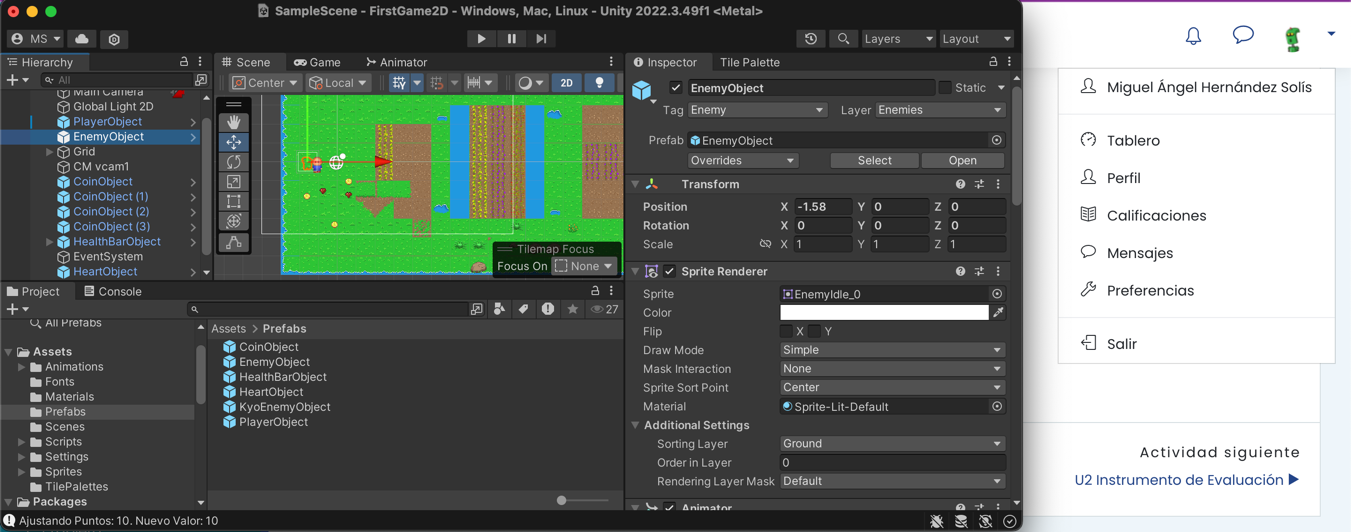 SampleScene - FirstGame2D - Windows, Mac, Linux - Unity 2022.3.49f1 <Metal>
MS
Layers
Layout
Hierarchy
All
Main Camera
Global Light 2D
PlayerObject
EnemyObject
Grid
CM vcam1
CoinObject
CoinObject (1)
CoinObject (2)
CoinObject (3)
HealthBarObject
EventSystem
HeartObject
Scene
Game
Animator
Center
Local
2D
Tilemap Focus
Focus On
None
Project
Console
27
All Prefabs
Assets
Animations
Fonts
Materials
Prefabs
Scenes
Scripts
Settings
Sprites
TilePalettes
Packages
Assets > Prefabs
CoinObject
EnemyObject
HealthBarObject
HeartObject
KyoEnemyObject
PlayerObject
Ajustando Puntos: 10. Nuevo Valor: 10
Inspector
Tile Palette
EnemyObject
Static
Tag Enemy
Layer Enemies
Prefab EnemyObject
Overrides
Select
Open
Transform
Position X -1.58 Y 0 Z 0
Rotation X 0 Y 0 Z 0
Scale X 1 Y 1 Z 1
Sprite Renderer
Sprite EnemyIdle_0
Color
Flip X Y
Draw Mode Simple
Mask Interaction None
Sprite Sort Point Center
Material Sprite-Lit-Default
Additional Settings
Sorting Layer Ground
Order in Layer 0
Rendering Layer Mask Default
Animator
Miguel Ángel Hernández Solís
Tablero
Perfil
Calificaciones
Mensajes
Preferencias
Salir
Actividad siguiente
U2 Instrumento de Evaluación ▶